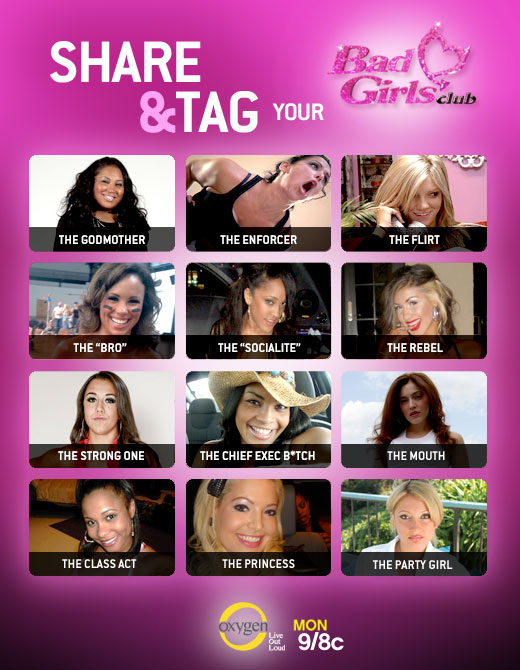 SHARE
&TAG YOUR
Bad
Girls
club
THE GODMOTHER
THE ENFORCER
THE FLIRT
THE "BRO"
THE "SOCIALITE"
THE REBEL
THE STRONG ONE
THE CHIEF EXEC B*TCH
THE MOUTH
THE CLASS ACT
THE PRINCESS
THE PARTY GIRL
oxygen
Live
Out
Loud
MON
9/8c